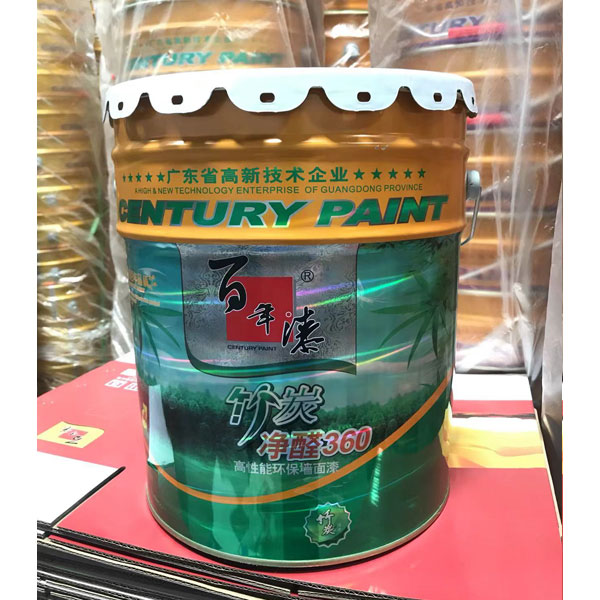 CENTURY PAINT
★★★★★广东省高新技术企业★★★★★
A HIGH & NEW TECHNOLOGY ENTERPRISE OF GUANGDONG PROVINCE
CENTURY PAINT
百年漆®
CENTURY PAINT
竹炭
净醛360
高性能环保墙面漆
竹炭